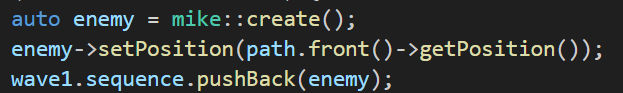 auto enemy = mike::create();
enemy->setPosition(path.front()->getPosition());
wave1.sequence.pushBack(enemy);